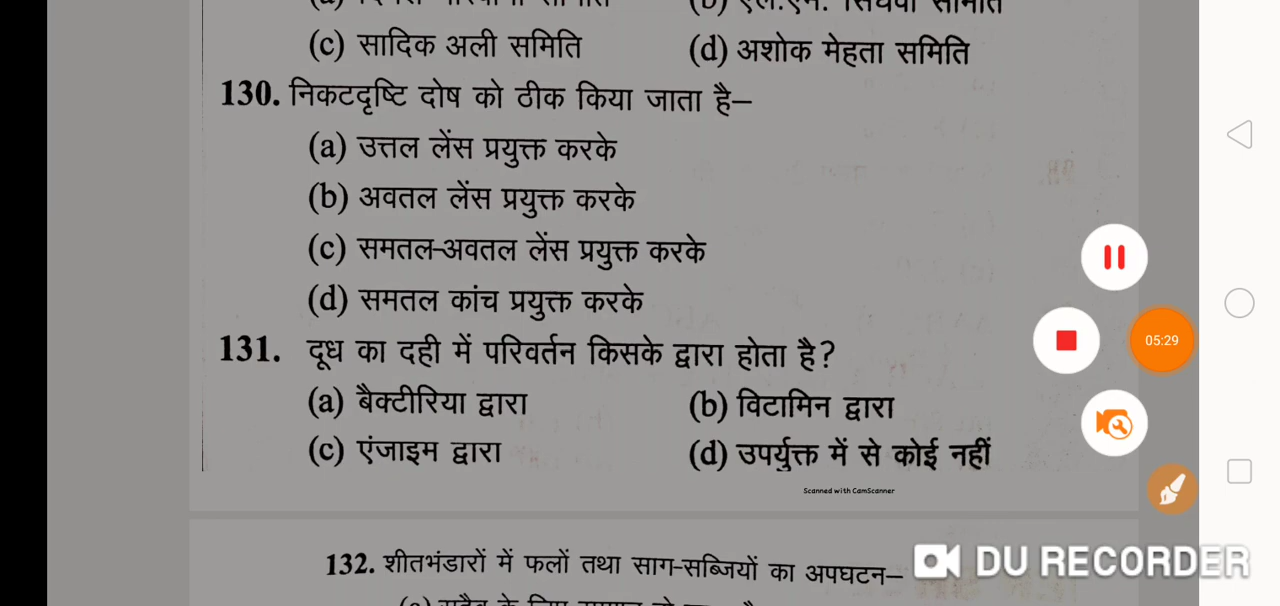 (c) सादिक अली समिति (d) अशोक मेहता समिति
130. निकटदृष्टि दोष को ठीक किया जाता है–
(a) उत्तल लेंस प्रयुक्त करके
(b) अवतल लेंस प्रयुक्त करके
(c) समतल-अवतल लेंस प्रयुक्त करके
(d) समतल कांच प्रयुक्त करके
131. दूध का दही में परिवर्तन किसके द्वारा होता है?
(a) बैक्टीरिया द्वारा (b) विटामिन द्वारा
(c) एंजाइम द्वारा (d) उपर्युक्त में से कोई नहीं
Scanned with CamScanner
132. शीतभंडारों में फलों तथा साग-सब्जियों का अपघटन–
05:29
DU RECORDER